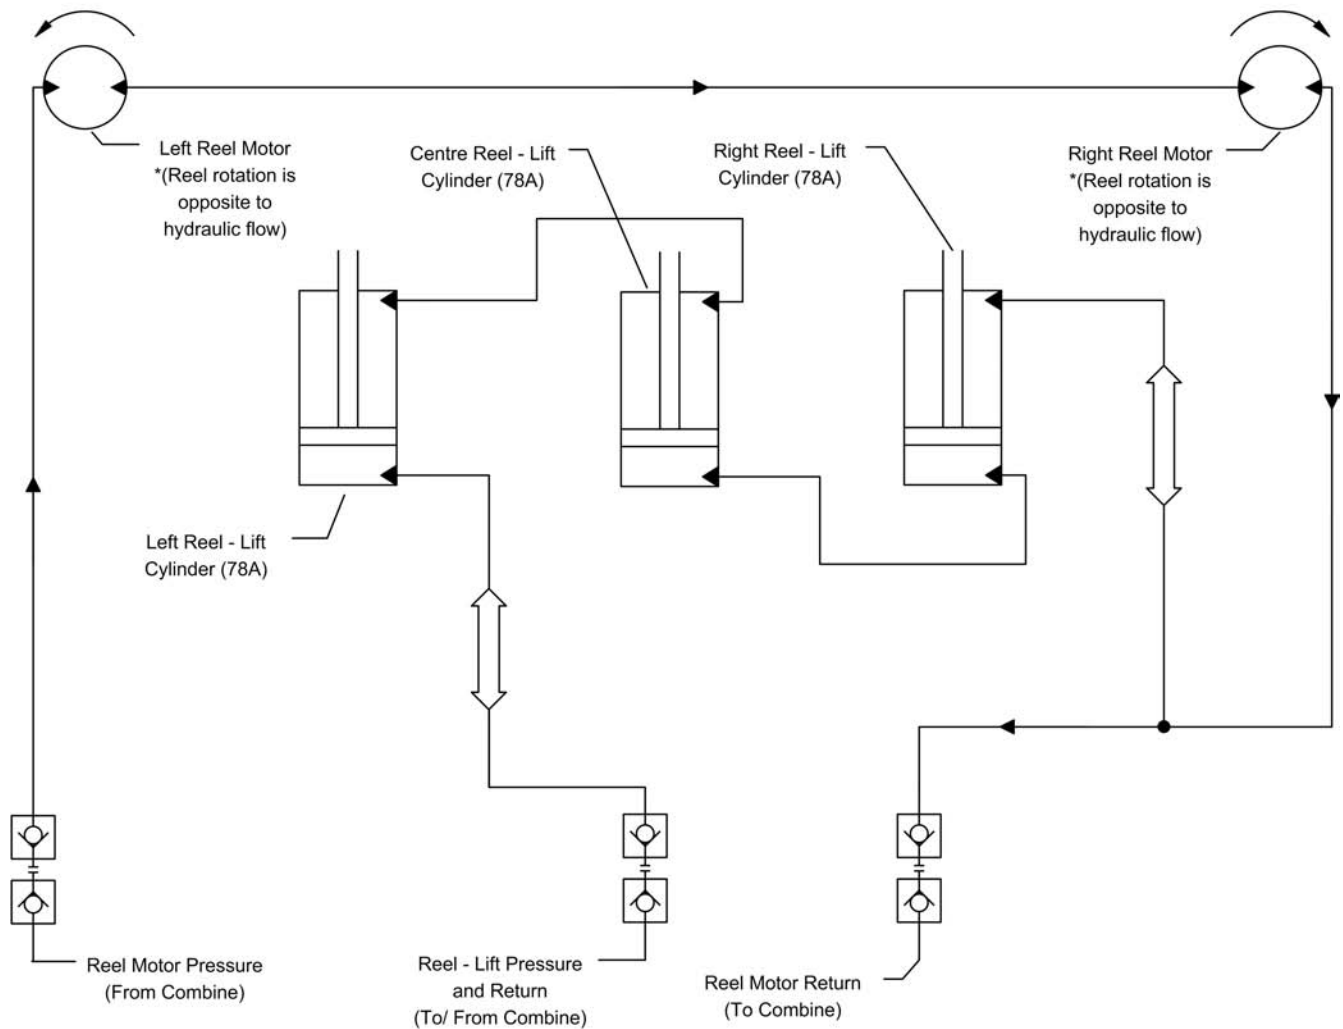 Left Reel Motor
*(Reel rotation is
opposite to
hydraulic flow)
Centre Reel - Lift
Cylinder (78A)
Right Reel - Lift
Cylinder (78A)
Right Reel Motor
*(Reel rotation is
opposite to
hydraulic flow)
Left Reel - Lift
Cylinder (78A)
Reel Motor Pressure
(From Combine)
Reel - Lift Pressure
and Return
(To/ From Combine)
Reel Motor Return
(To Combine)